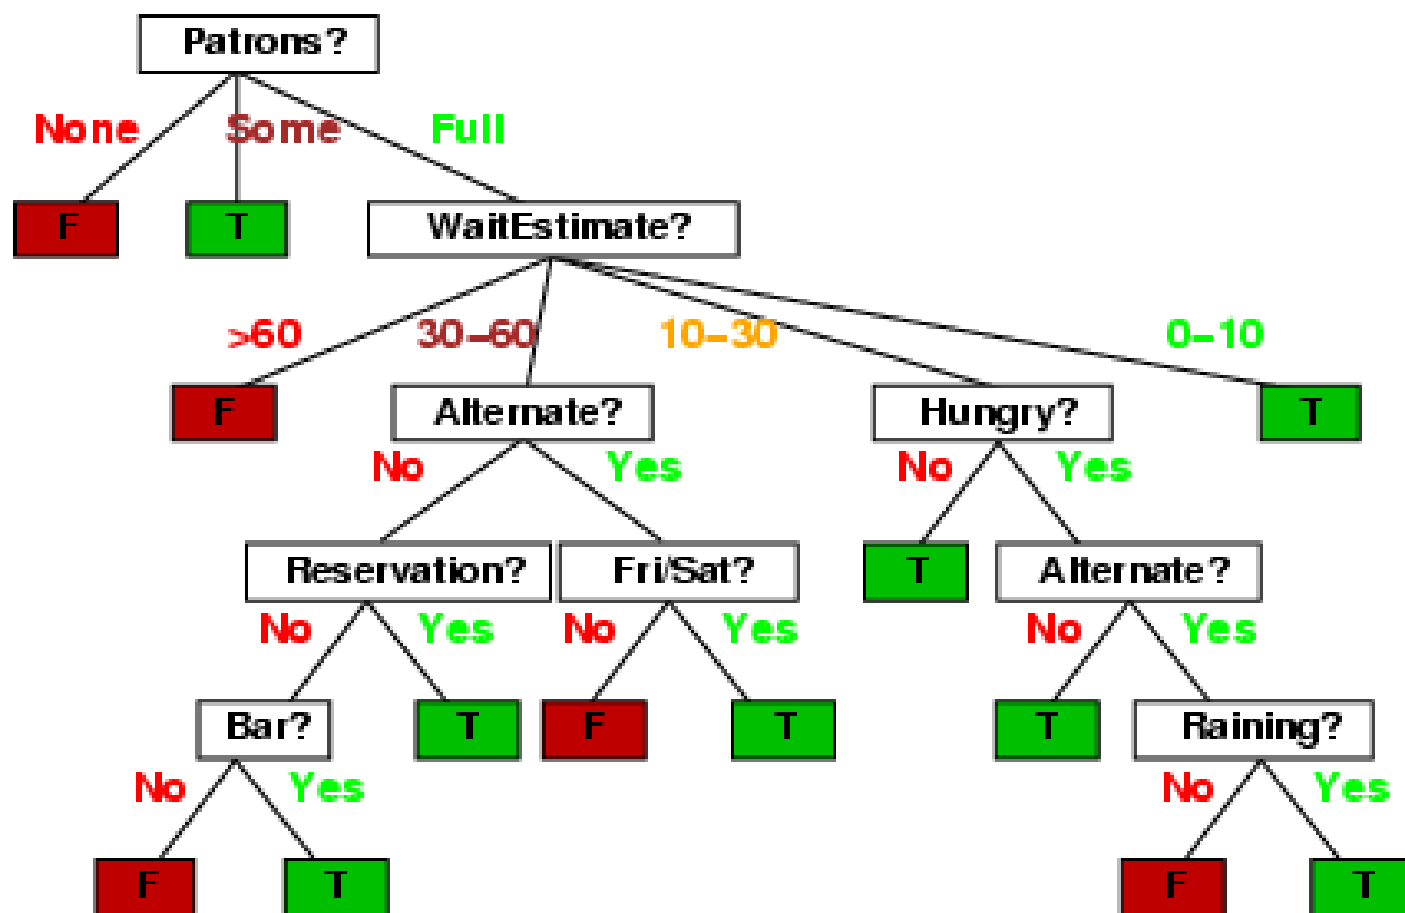 Patrons?
None Some Full
F T WaitEstimate?
>60 30–60 10–30 0–10
F Alternate? Hungry? T
No Yes No Yes
Reservation? Fri/Sat? T Alternate?
No Yes No Yes No Yes
Bar? T F T T Raining?
No Yes No Yes
F T F T